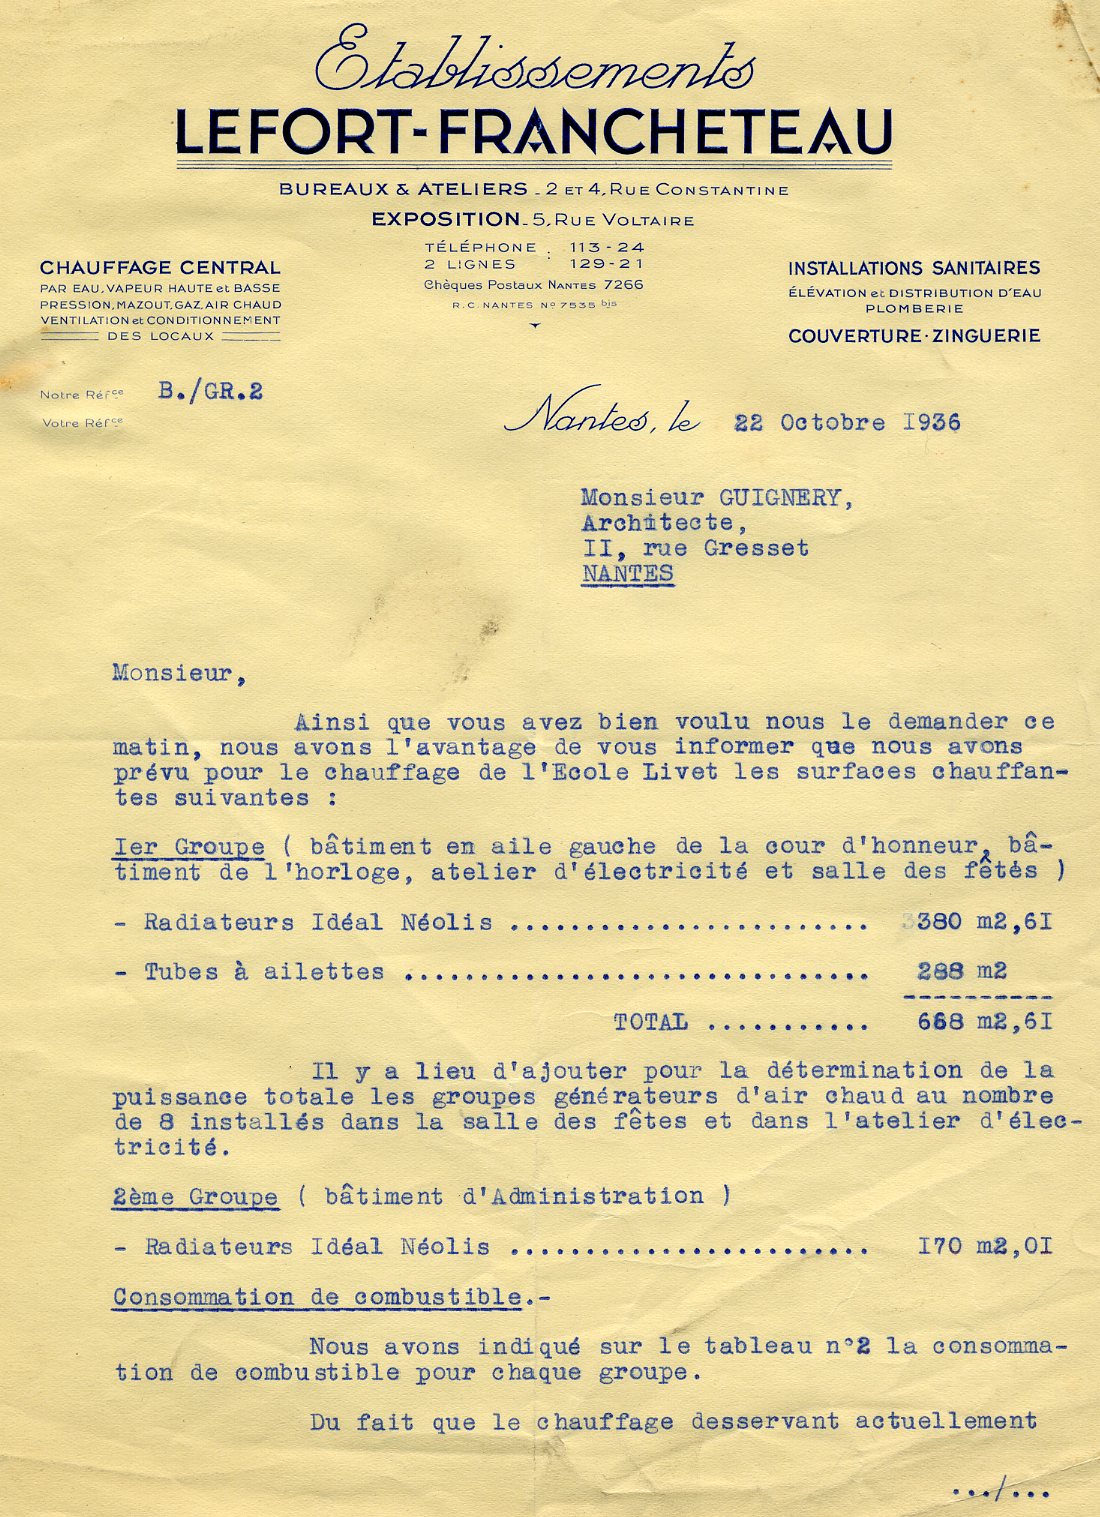 Etablissements
LEFORT-FRANCHETEAU
BUREAUX & ATELIERS - 2 ET 4, RUE CONSTANTINE
EXPOSITION - 5, RUE VOLTAIRE
TÉLÉPHONE : 113-24
2 LIGNES 129-21
Chèques Postaux NANTES 7266
R.C. NANTES No 7535 bis
CHAUFFAGE CENTRAL
PAR EAU, VAPEUR HAUTE et BASSE
PRESSION, MAZOUT, GAZ, AIR CHAUD
VENTILATION et CONDITIONNEMENT
DES LOCAUX
INSTALLATIONS SANITAIRES
ÉLÉVATION et DISTRIBUTION D'EAU
PLOMBERIE
COUVERTURE · ZINGUERIE
Notre Réfce B./GR.2
Votre Réfce
Nantes, le 22 Octobre I936
Monsieur GUIGNERY,
Architecte,
II, rue Gresset
NANTES
Monsieur,
Ainsi que vous avez bien voulu nous le demander ce
matin, nous avons l'avantage de vous informer que nous avons
prévu pour le chauffage de l'Ecole Livet les surfaces chauffan-
tes suivantes :
Ier Groupe ( bâtiment en aile gauche de la cour d'honneur, bâ-
timent de l'horloge, atelier d'électricité et salle des fêtes )
- Radiateurs Idéal Néolis ........................ 380 m2,6I
- Tubes à ailettes ............................... 288 m2
----------
TOTAL ........... 668 m2,6I
Il y a lieu d'ajouter pour la détermination de la
puissance totale les groupes générateurs d'air chaud au nombre
de 8 installés dans la salle des fêtes et dans l'atelier d'élec-
tricité.
2ème Groupe ( bâtiment d'Administration )
- Radiateurs Idéal Néolis ........................ I70 m2,0I
Consommation de combustible.-
Nous avons indiqué sur le tableau n°2 la consomma-
tion de combustible pour chaque groupe.
Du fait que le chauffage desservant actuellement
.../...